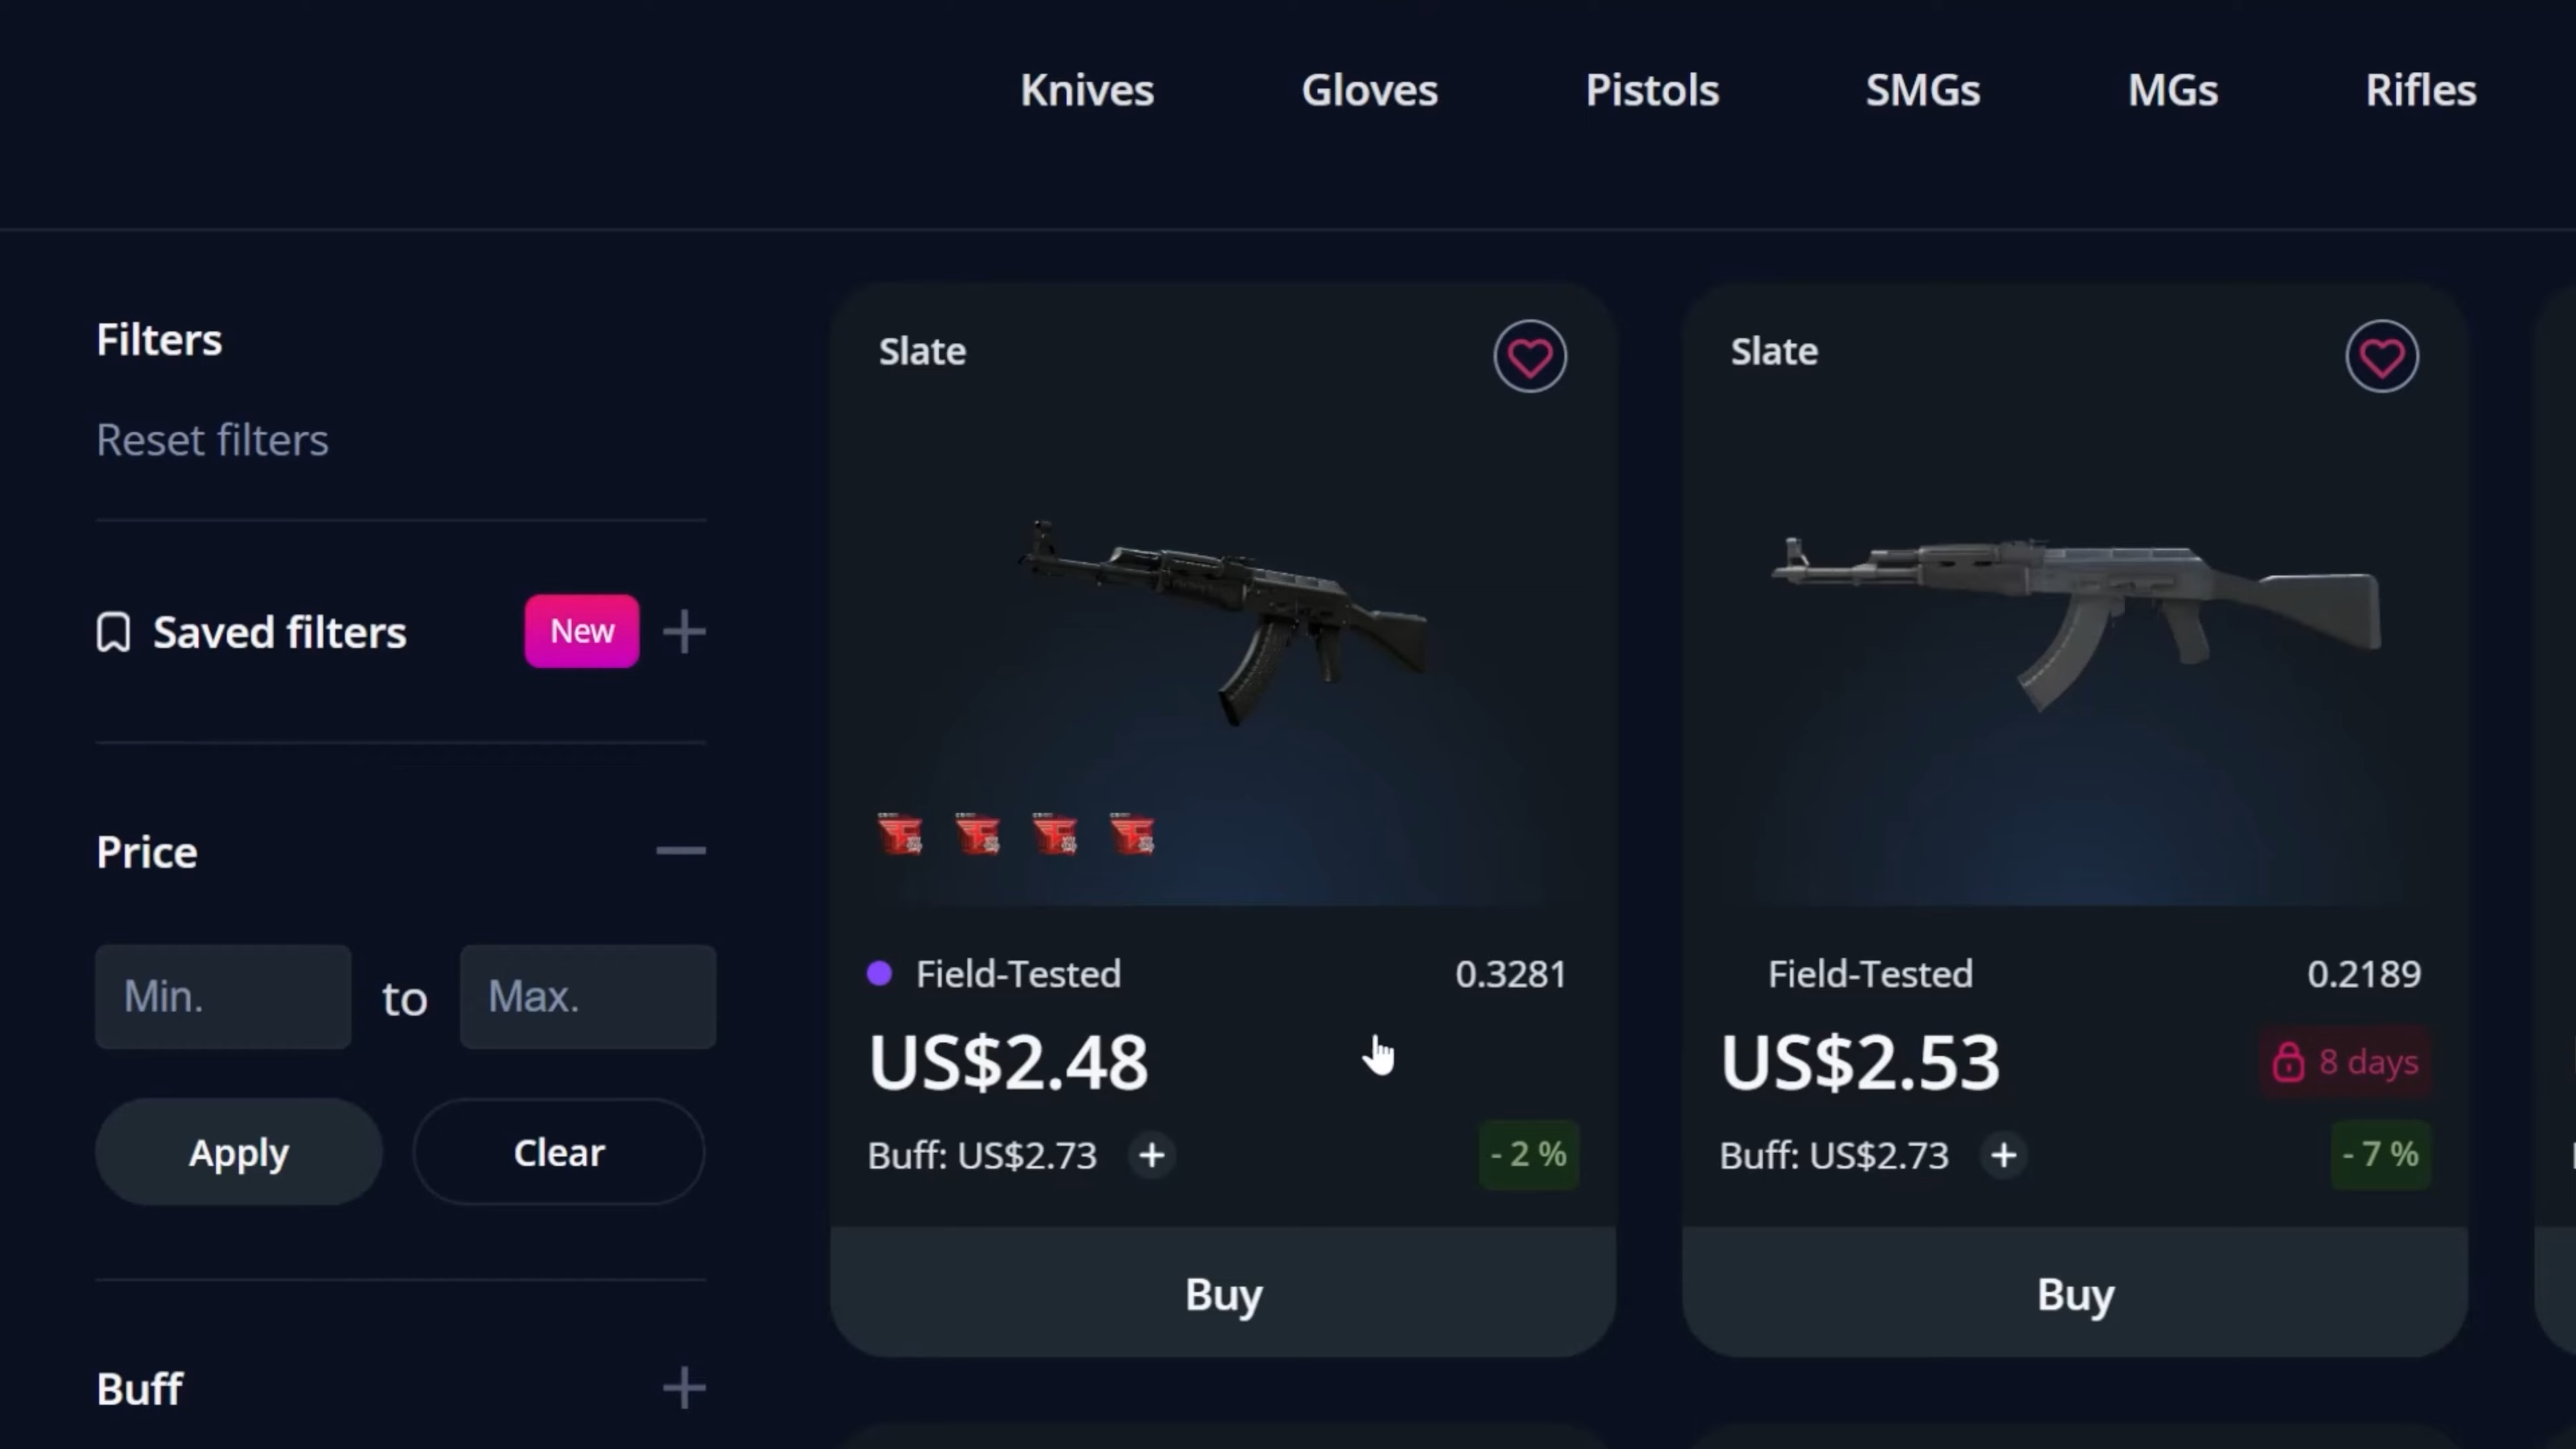 Knives Gloves Pistols SMGs MGs Rifles
Filters
Reset filters
Saved filters New
Price
Min. to Max.
Apply Clear
Buff
Slate
Field-Tested 0.3281
US$2.48
Buff: US$2.73 + - 2 %
Buy
Slate
Field-Tested 0.2189
US$2.53 8 days
Buff: US$2.73 + - 7 %
Buy